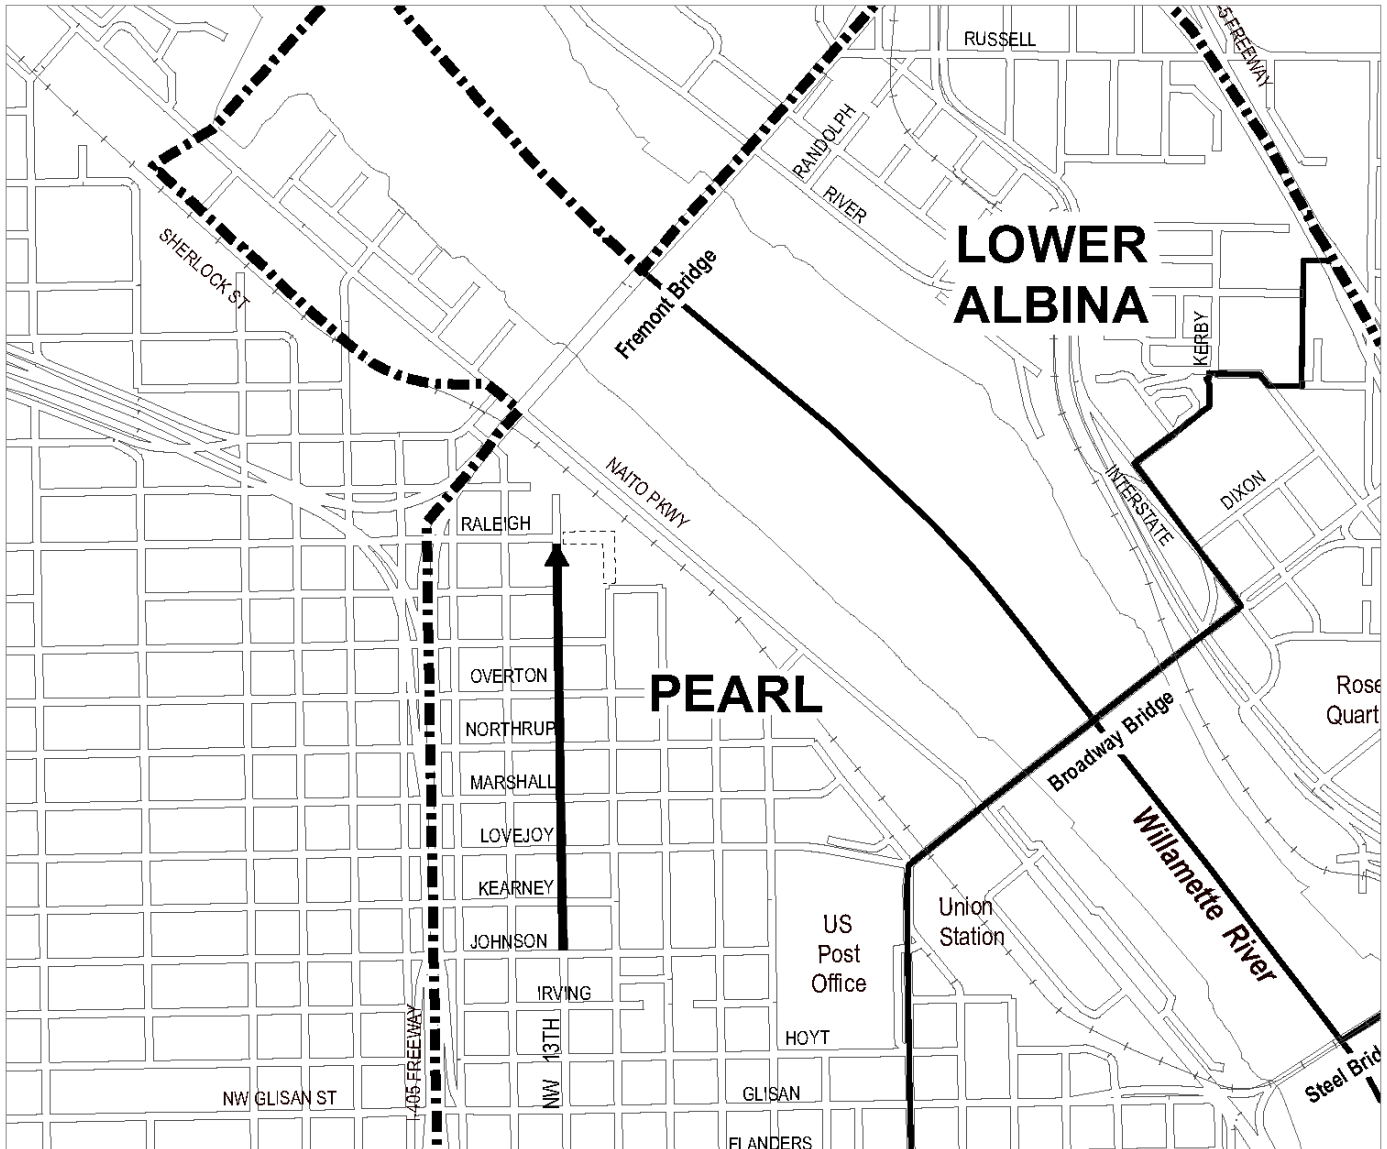 RUSSELL
5 FREEWAY
RANDOLPH
RIVER
LOWER
ALBINA
SHERLOCK ST
Fremont Bridge
KERBY
NAITO PKWY
INTERSTATE
DIXON
RALEIGH
OVERTON
PEARL
Rose
Quart
NORTHRUP
Broadway Bridge
MARSHALL
LOVEJOY
Willamette River
KEARNEY
US
Post
Office
Union
Station
JOHNSON
IRVING
HOYT
NW 13TH
I-405 FREEWAY
Steel Brid
NW GLISAN ST
GLISAN
FLANDERS